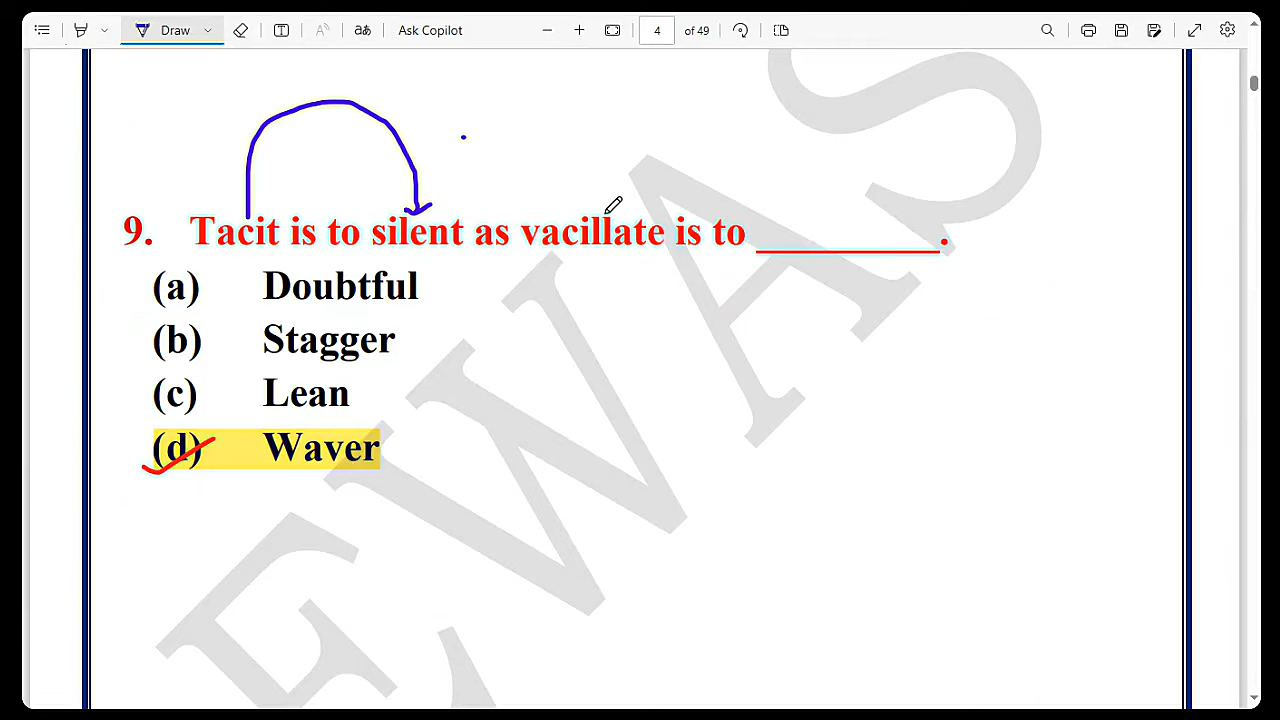 Draw
Ask Copilot
4 of 49
9. Tacit is to silent as vacillate is to __________.
(a) Doubtful
(b) Stagger
(c) Lean
(d) Waver
EWAS